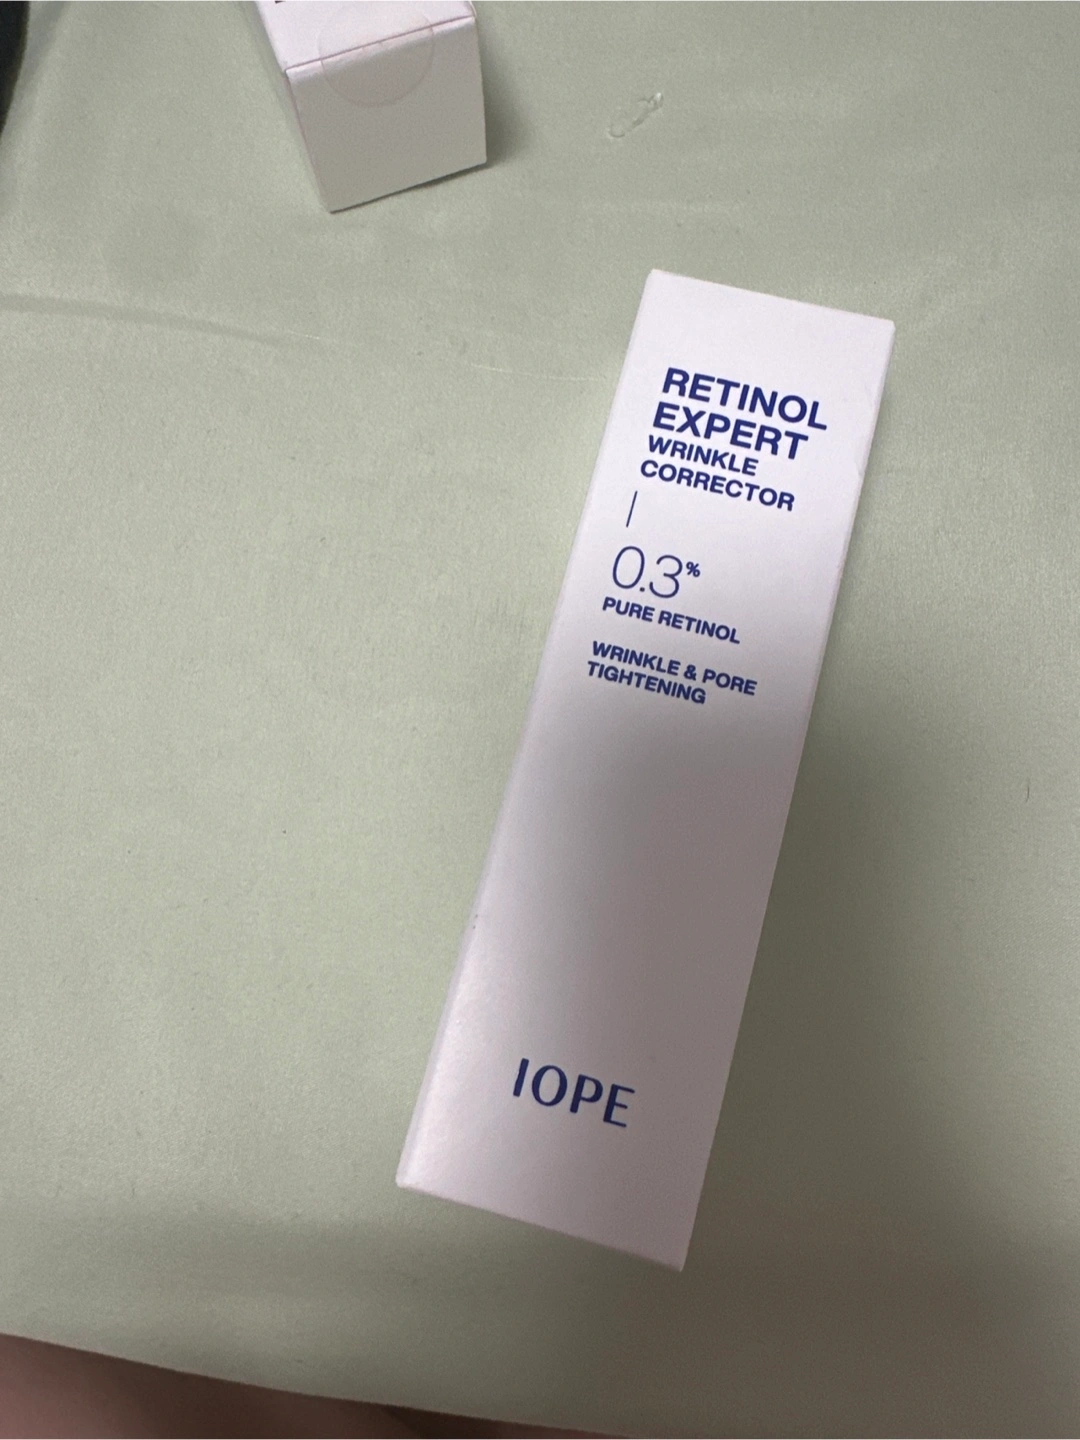 RETINOL
EXPERT
WRINKLE
CORRECTOR
0.3%
PURE RETINOL
WRINKLE & PORE
TIGHTENING
IOPE